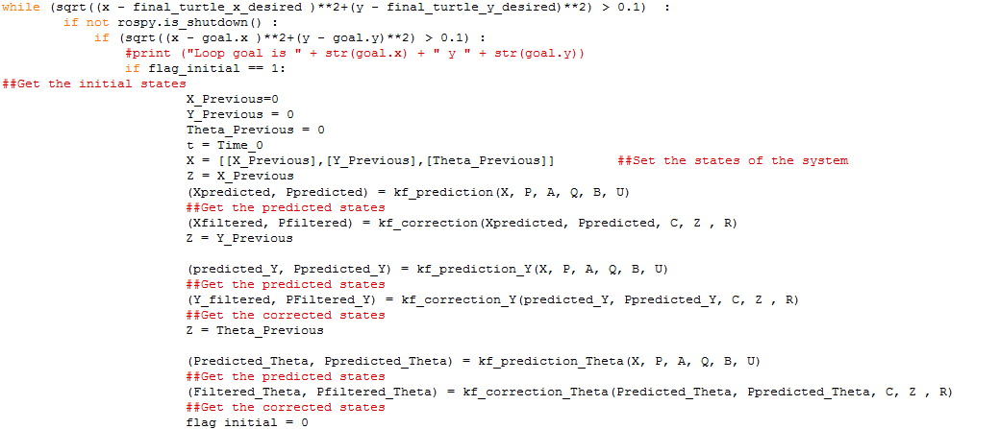 while (sqrt((x - final_turtle_x_desired )**2+(y - final_turtle_y_desired)**2) > 0.1)  :
        if not rospy.is_shutdown() :
            if (sqrt((x - goal.x )**2+(y - goal.y)**2) > 0.1) :
                #print ("Loop goal is " + str(goal.x) + " y " + str(goal.y))
                if flag_initial == 1:
##Get the initial states
                        X_Previous=0
                        Y_Previous = 0
                        Theta_Previous = 0
                        t = Time_0
                        X = [[X_Previous],[Y_Previous],[Theta_Previous]]        ##Set the states of the system
                        Z = X_Previous
                        (Xpredicted, Ppredicted) = kf_prediction(X, P, A, Q, B, U)
                        ##Get the predicted states
                        (Xfiltered, Pfiltered) = kf_correction(Xpredicted, Ppredicted, C, Z , R)
                        Z = Y_Previous
                        (predicted_Y, Ppredicted_Y) = kf_prediction_Y(X, P, A, Q, B, U)
                        ##Get the predicted states
                        (Y_filtered, PFiltered_Y) = kf_correction_Y(predicted_Y, Ppredicted_Y, C, Z , R)
                        ##Get the corrected states
                        Z = Theta_Previous
                        (Predicted_Theta, Ppredicted_Theta) = kf_prediction_Theta(X, P, A, Q, B, U)
                        ##Get the predicted states
                        (Filtered_Theta, Pfiltered_Theta) = kf_correction_Theta(Predicted_Theta, Ppredicted_Theta, C, Z , R)
                        ##Get the corrected states
                        flag_initial = 0